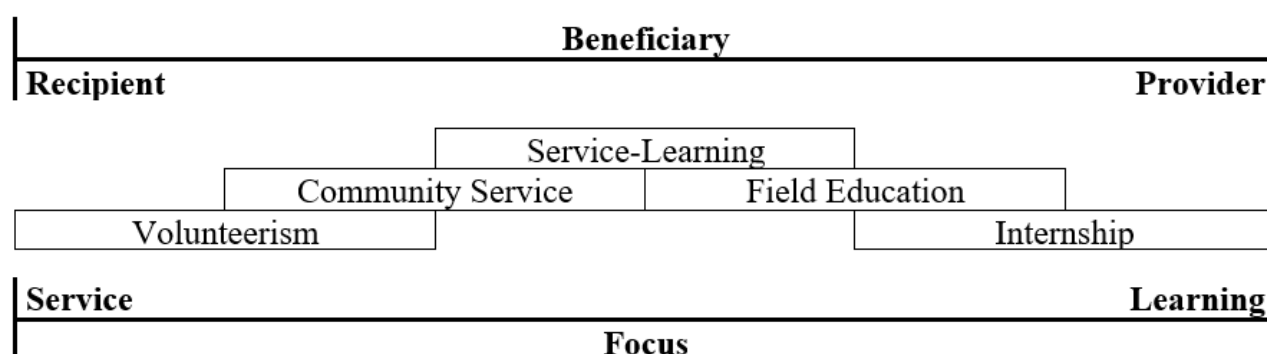 Beneficiary
Recipient Provider
Service-Learning
Community Service Field Education
Volunteerism Internship
Service Learning
Focus